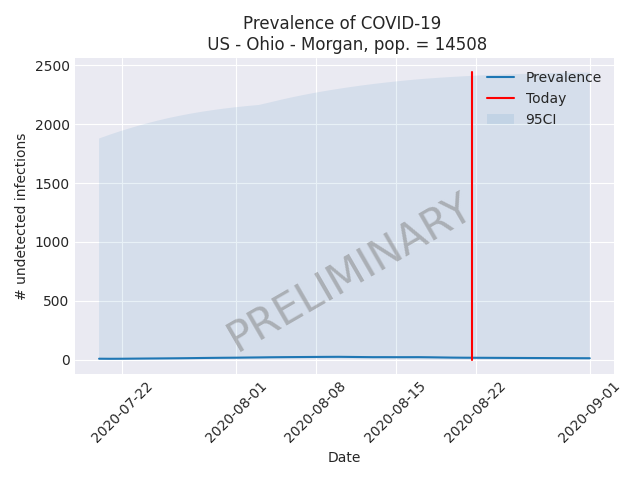 Prevalence of COVID-19
US - Ohio - Morgan, pop. = 14508
2500
2000
1500
1000
500
0
# undetected infections
Prevalence
Today
95CI
PRELIMINARY
2020-07-22
2020-08-01
2020-08-08
2020-08-15
2020-08-22
2020-09-01
Date